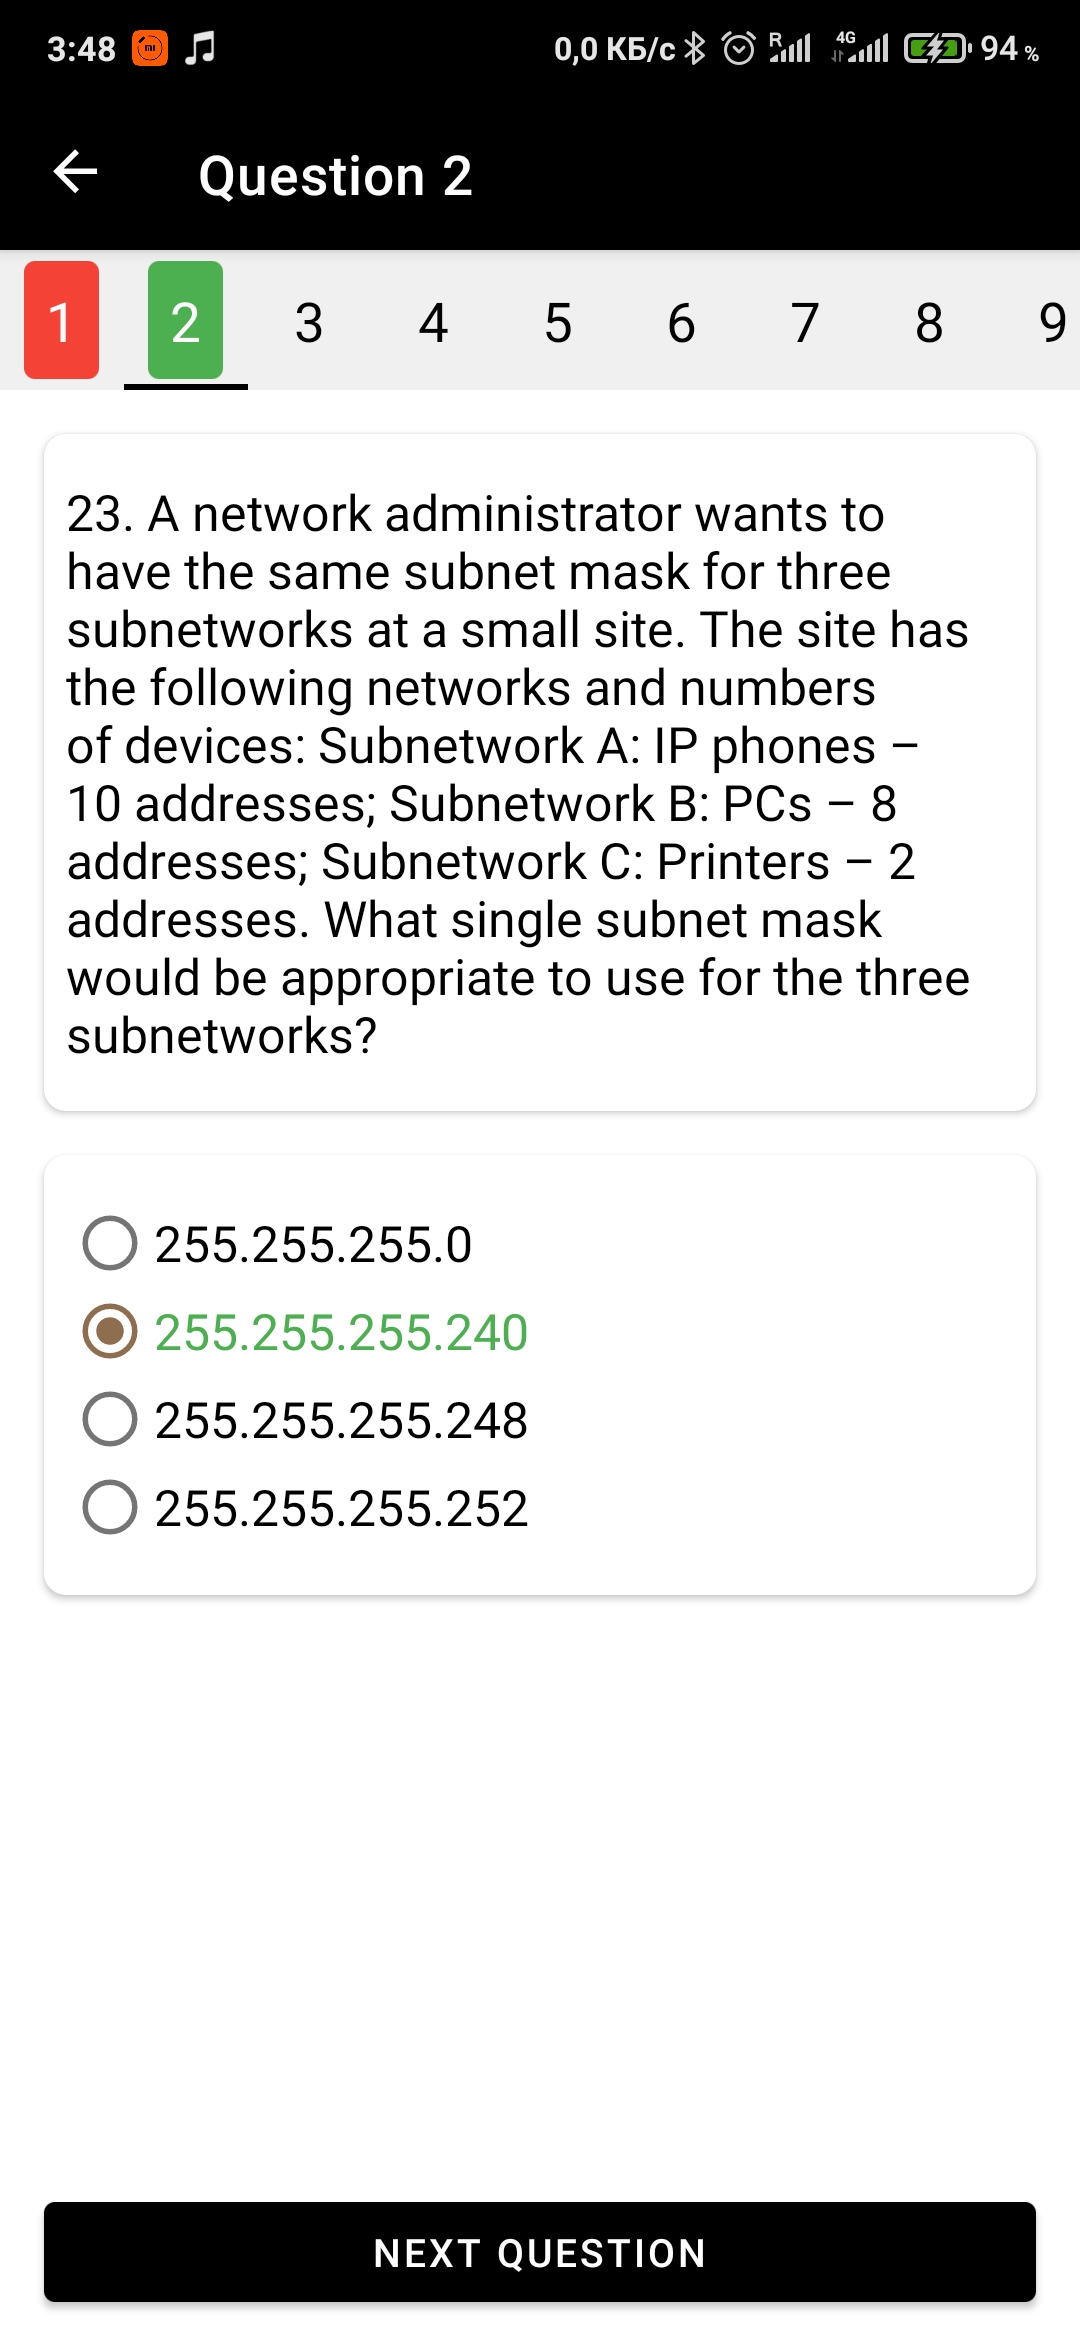 3:48 0,0 КБ/с R 4G 94 %
Question 2
1 2 3 4 5 6 7 8 9
23. A network administrator wants to
have the same subnet mask for three
subnetworks at a small site. The site has
the following networks and numbers
of devices: Subnetwork A: IP phones –
10 addresses; Subnetwork B: PCs – 8
addresses; Subnetwork C: Printers – 2
addresses. What single subnet mask
would be appropriate to use for the three
subnetworks?
255.255.255.0
255.255.255.240
255.255.255.248
255.255.255.252
NEXT QUESTION